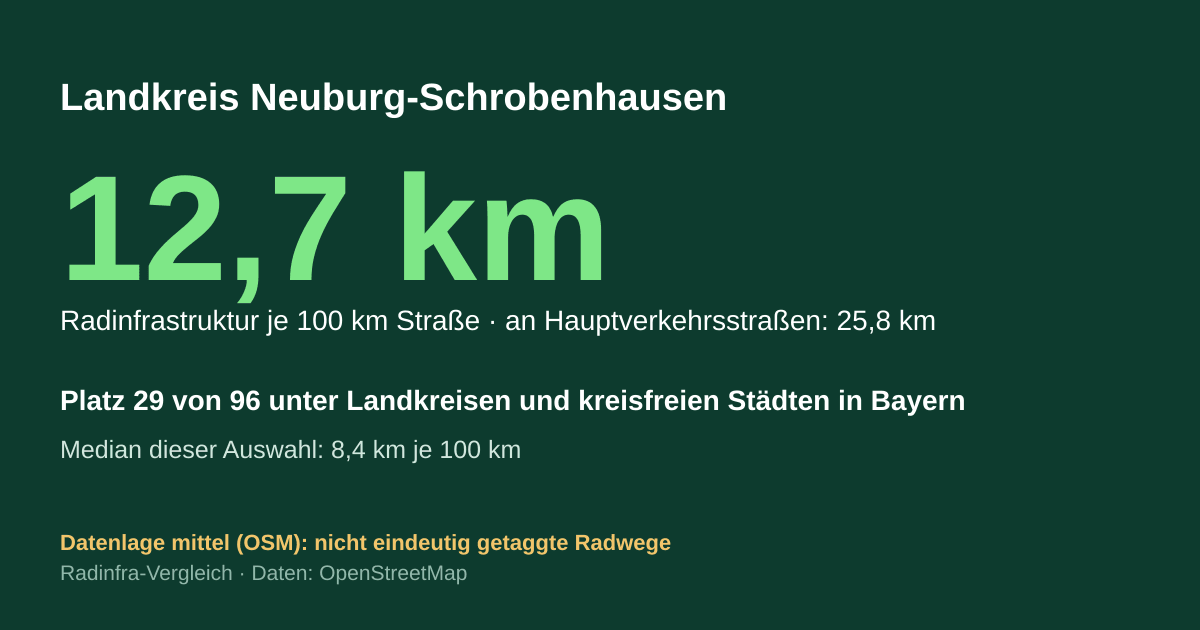 Landkreis Neuburg-Schrobenhausen
12,7 km
Radinfrastruktur je 100 km Straße · an Hauptverkehrsstraßen: 25,8 km
Platz 29 von 96 unter Landkreisen und kreisfreien Städten in Bayern
Median dieser Auswahl: 8,4 km je 100 km
Datenlage mittel (OSM): nicht eindeutig getaggte Radwege
Radinfra-Vergleich · Daten: OpenStreetMap